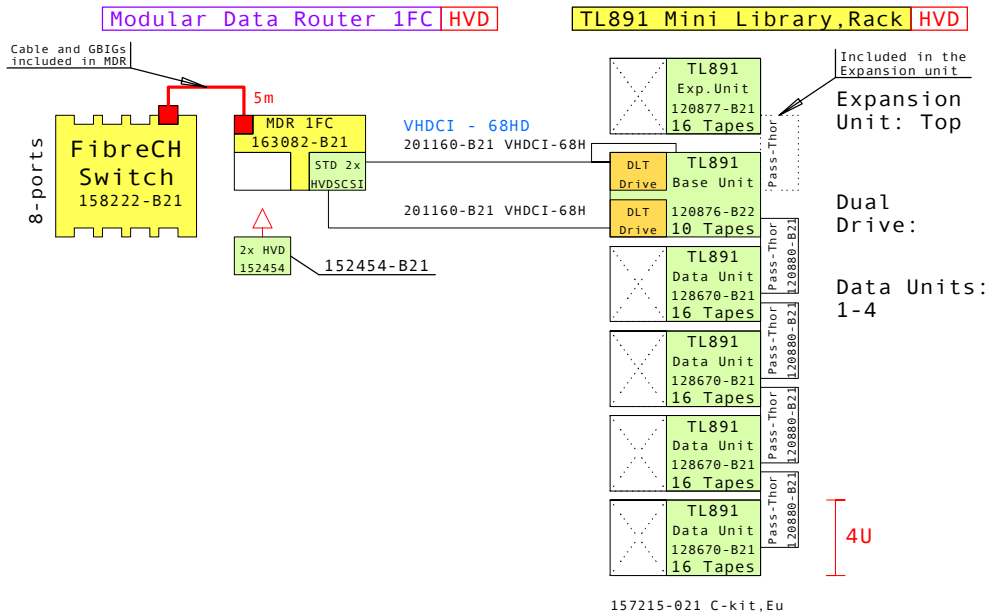 Modular Data Router 1FC HVD
TL891 Mini Library,Rack HVD
Cable and GBIGs
included in MDR
5m
8-ports
FibreCH
Switch
158222-B21
MDR 1FC
163082-B21
STD 2x
HVDSCSI
2x HVD
152454
152454-B21
VHDCI - 68HD
201160-B21 VHDCI-68H
201160-B21 VHDCI-68H
TL891
Exp.Unit
120877-B21
16 Tapes
DLT
Drive
TL891
Base Unit
DLT
Drive
120876-B22
10 Tapes
TL891
Data Unit
128670-B21
16 Tapes
TL891
Data Unit
128670-B21
16 Tapes
TL891
Data Unit
128670-B21
16 Tapes
TL891
Data Unit
128670-B21
16 Tapes
Pass-Thor
Pass-Thor
120880-B21
Pass-Thor
120880-B21
Pass-Thor
120880-B21
Pass-Thor
120880-B21
Included in the
Expansion unit
Expansion
Unit: Top
Dual
Drive:
Data Units:
1-4
4U
157215-021 C-kit,Eu